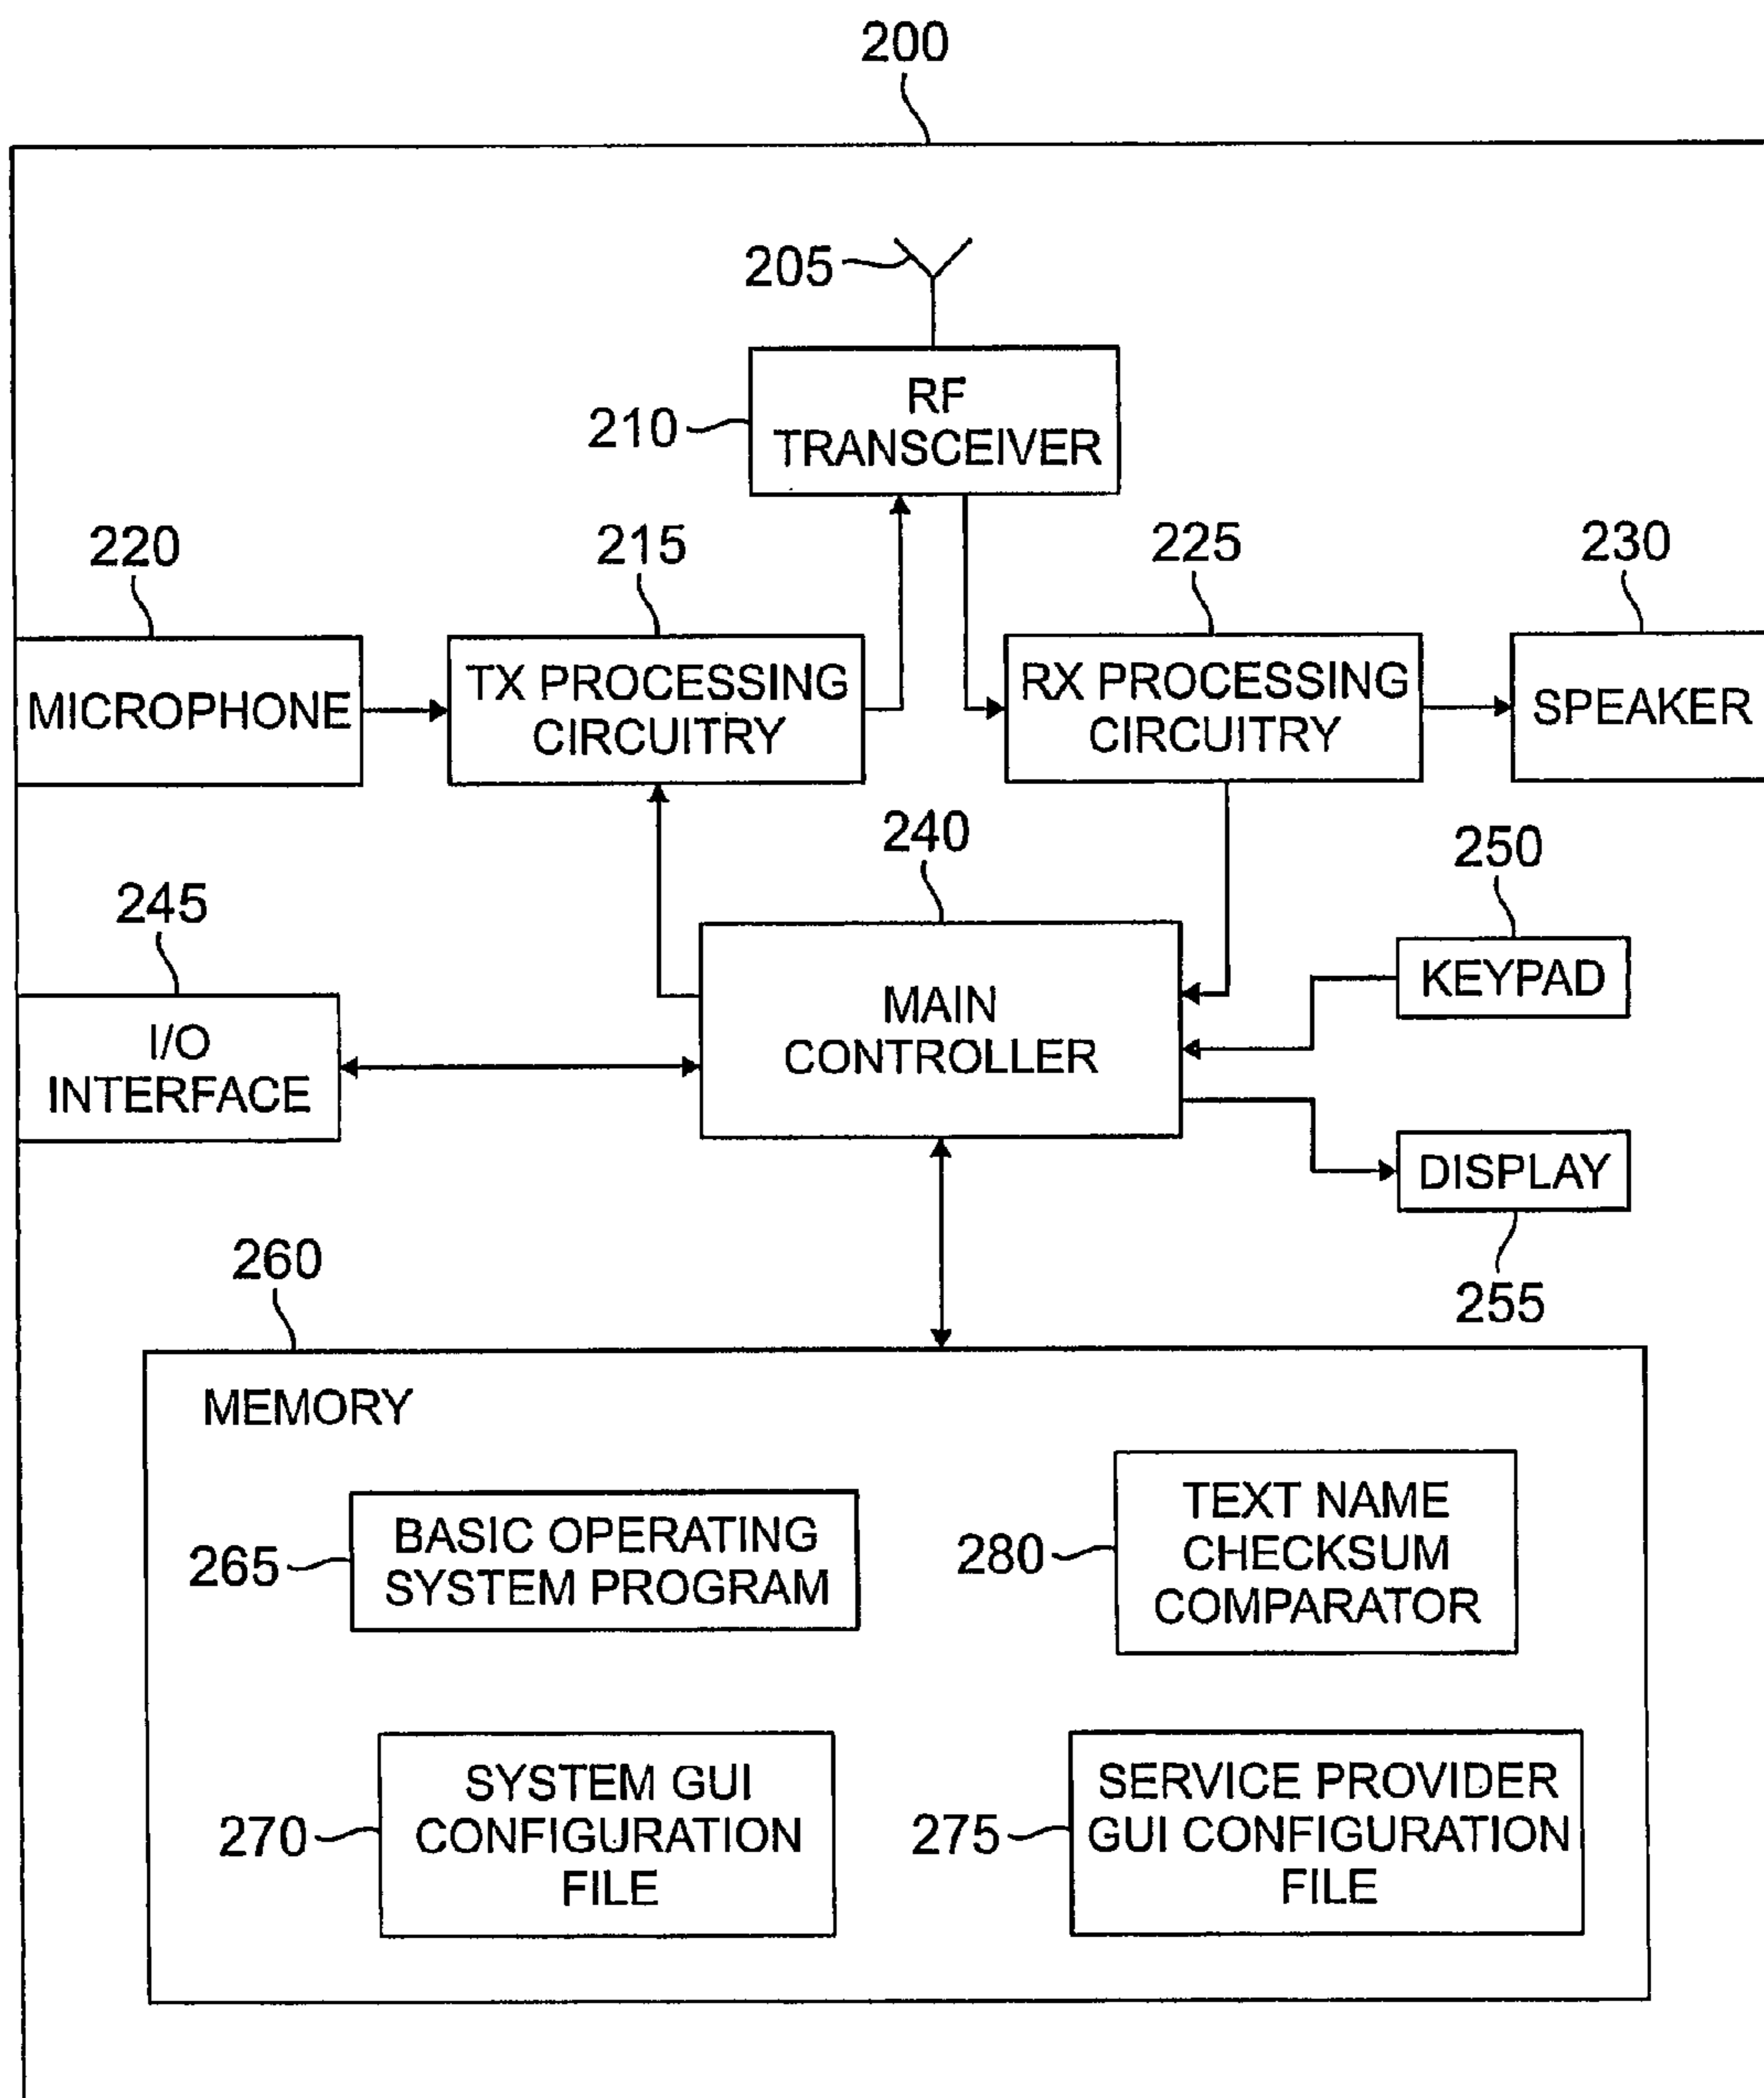 200
205
RF
TRANSCEIVER
210
220
215
225
230
MICROPHONE
TX PROCESSING
CIRCUITRY
RX PROCESSING
CIRCUITRY
SPEAKER
240
250
245
KEYPAD
MAIN
CONTROLLER
I/O
INTERFACE
DISPLAY
255
260
MEMORY
265
BASIC OPERATING
SYSTEM PROGRAM
280
TEXT NAME
CHECKSUM
COMPARATOR
270
SYSTEM GUI
CONFIGURATION
FILE
275
SERVICE PROVIDER
GUI CONFIGURATION
FILE